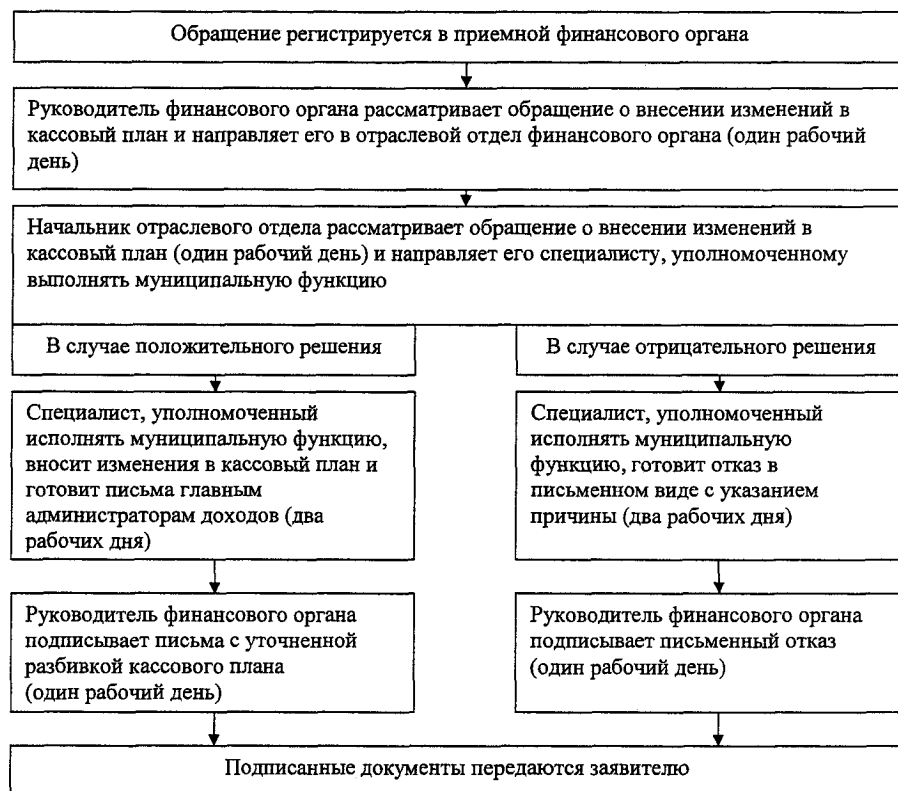 Обращение регистрируется в приемной финансового органа
Руководитель финансового органа рассматривает обращение о внесении изменений в
кассовый план и направляет его в отраслевой отдел финансового органа (один рабочий
день)
Начальник отраслевого отдела рассматривает обращение о внесении изменений в
кассовый план (один рабочий день) и направляет его специалисту, уполномоченному
выполнять муниципальную функцию
В случае положительного решения
Специалист, уполномоченный
исполнять муниципальную функцию,
вносит изменения в кассовый план и
готовит письма главным
администраторам доходов (два
рабочих дня)
Руководитель финансового органа
подписывает письма с уточненной
разбивкой кассового плана
(один рабочий день)
В случае отрицательного решения
Специалист, уполномоченный
исполнять муниципальную
функцию, готовит отказ в
письменном виде с указанием
причины (два рабочих дня)
Руководитель финансового органа
подписывает письменный отказ
(один рабочий день)
Подписанные документы передаются заявителю